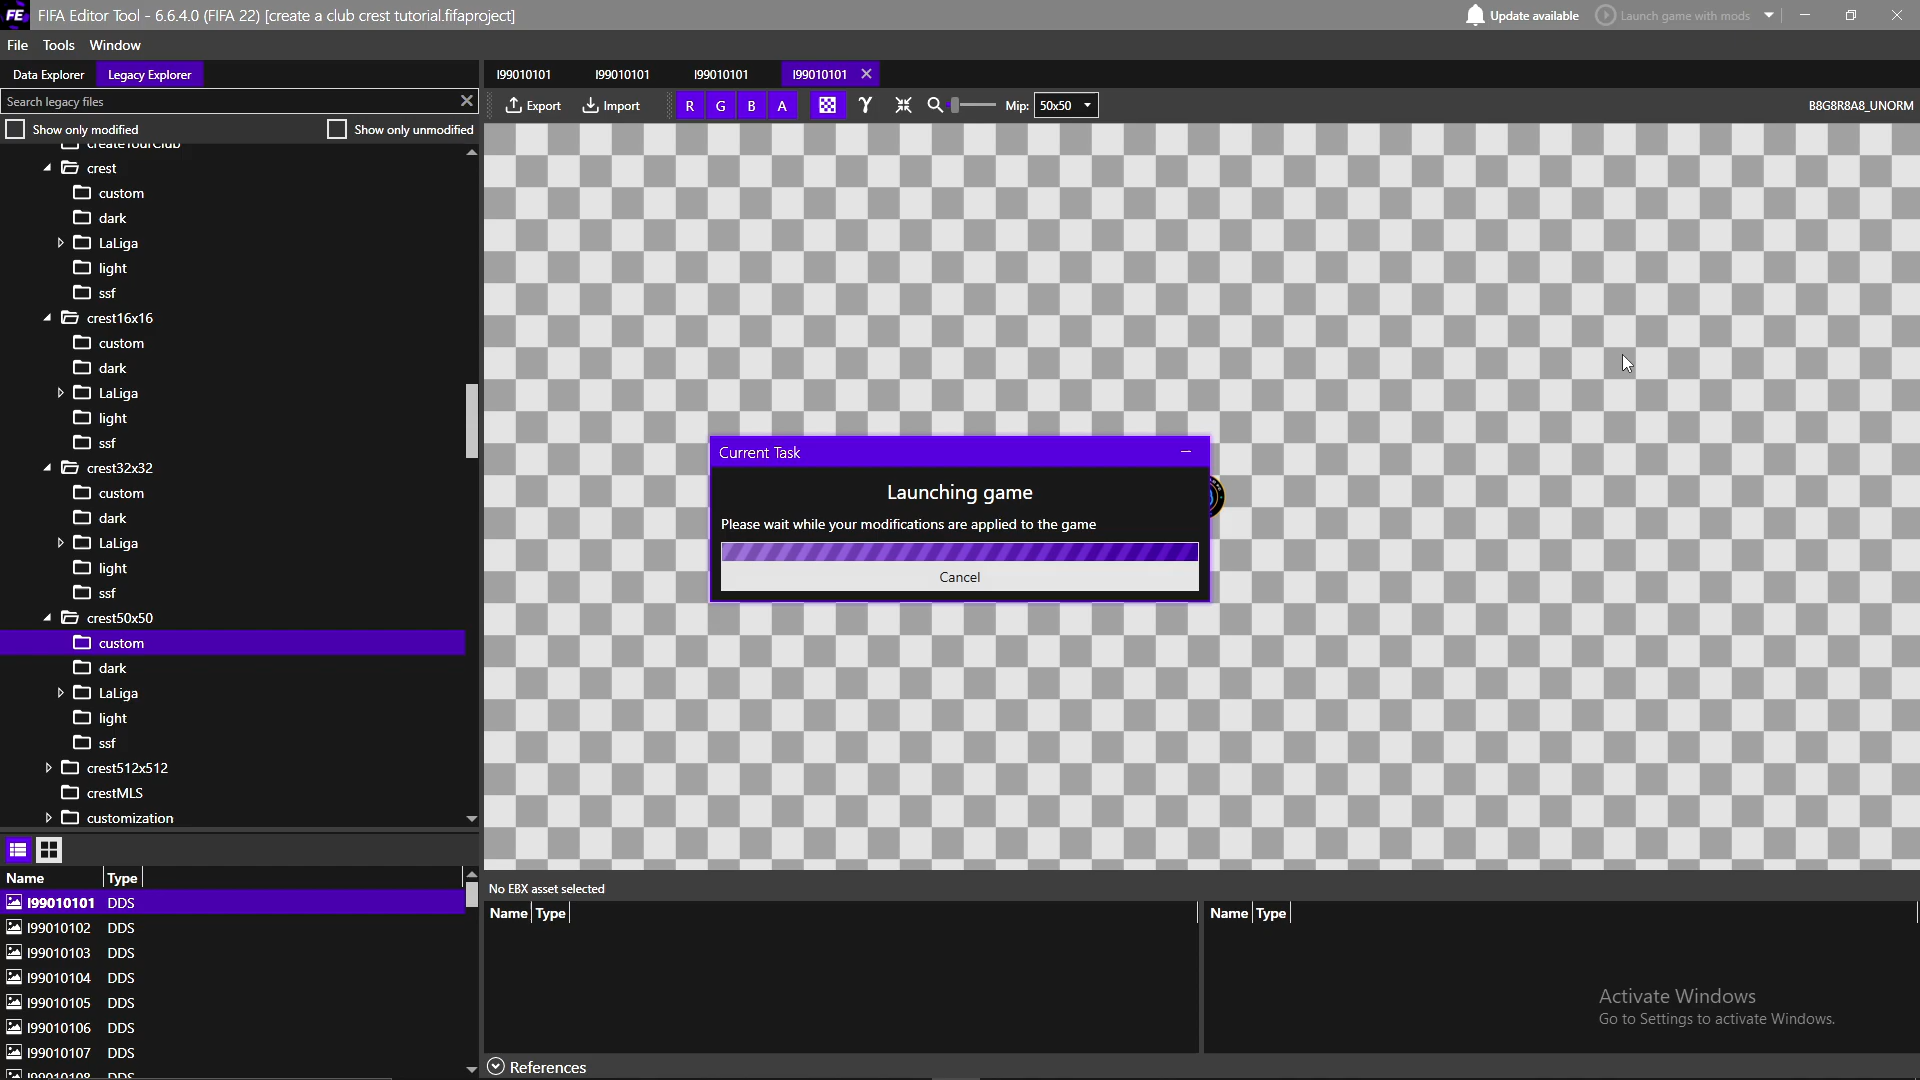 FE FIFA Editor Tool - 6.6.4.0 (FIFA 22) [create a club crest tutorial.fifaproject]
Update available
Launch game with mods
File Tools Window
Data Explorer Legacy Explorer
I99010101 I99010101 I99010101 I99010101
Search legacy files
Export Import R G B A Mip: 50x50 B8G8R8A8_UNORM
Show only modified Show only unmodified
createYourClub
crest
custom
dark
LaLiga
light
ssf
crest16x16
custom
dark
LaLiga
light
ssf
crest32x32
custom
dark
LaLiga
light
ssf
crest50x50
custom
dark
LaLiga
light
ssf
crest512x512
crestMLS
customization
Current Task
Launching game
Please wait while your modifications are applied to the game
Cancel
Name Type
I99010101 DDS
I99010102 DDS
I99010103 DDS
I99010104 DDS
I99010105 DDS
I99010106 DDS
I99010107 DDS
I99010108 DDS
No EBX asset selected
Name Type
Name Type
Activate Windows
Go to Settings to activate Windows.
References